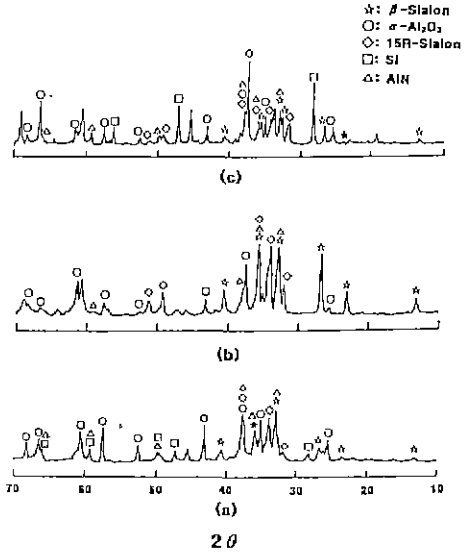 ☆: β-Sialon
○: α-Al₂O₃
◇: 15R-Sialon
□: Si
△: AlN
(c)
(b)
70 60 50 40 30 20 10
(a)
2θ